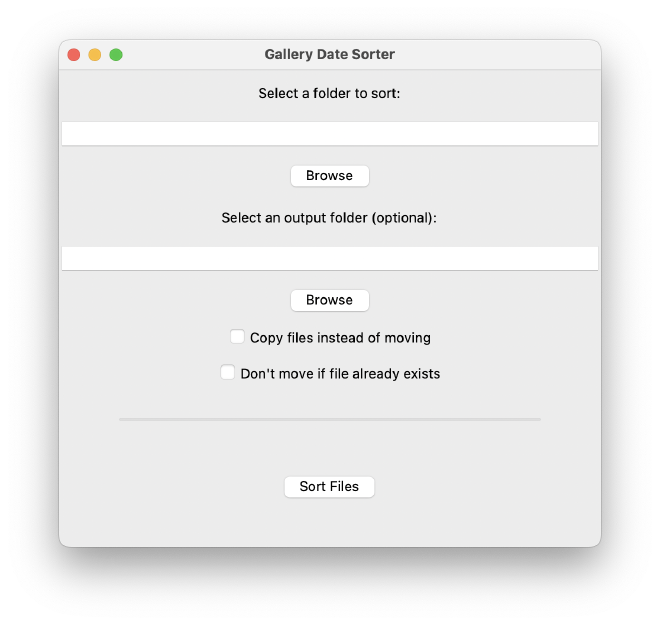 Gallery Date Sorter
Select a folder to sort:
Browse
Select an output folder (optional):
Browse
Copy files instead of moving
Don't move if file already exists
Sort Files